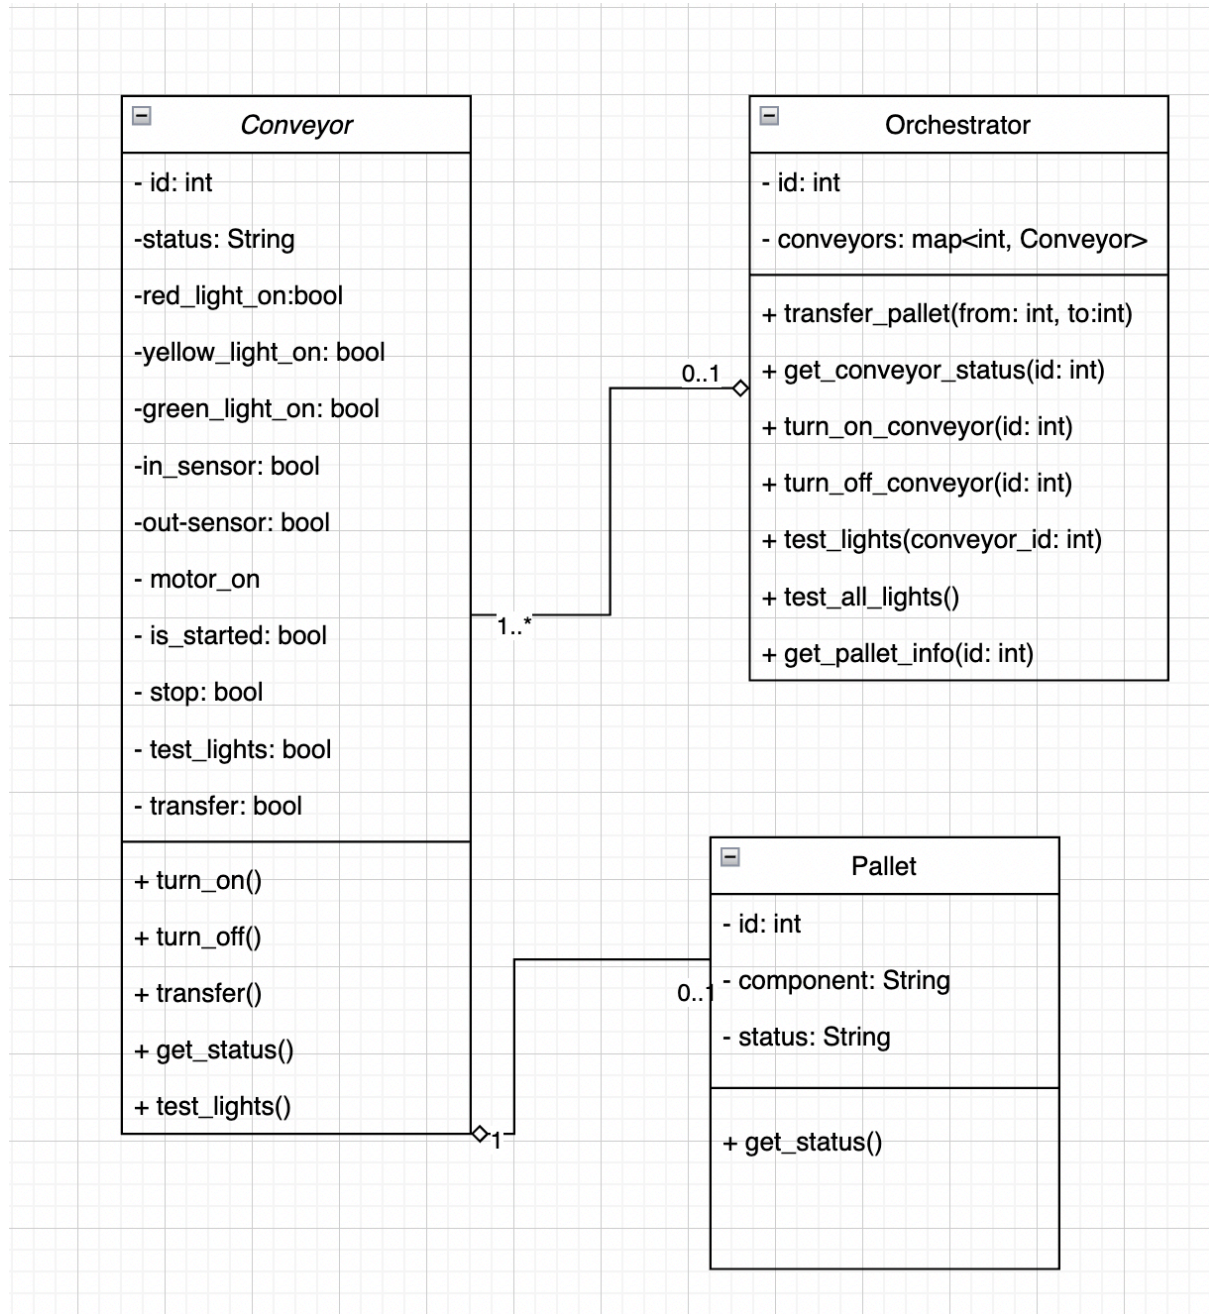 Conveyor
- id: int
-status: String
-red_light_on:bool
-yellow_light_on: bool
-green_light_on: bool
-in_sensor: bool
-out-sensor: bool
- motor_on
- is_started: bool
- stop: bool
- test_lights: bool
- transfer: bool
+ turn_on()
+ turn_off()
+ transfer()
+ get_status()
+ test_lights()
1..*
0..1
Orchestrator
- id: int
- conveyors: map<int, Conveyor>
+ transfer_pallet(from: int, to:int)
+ get_conveyor_status(id: int)
+ turn_on_conveyor(id: int)
+ turn_off_conveyor(id: int)
+ test_lights(conveyor_id: int)
+ test_all_lights()
+ get_pallet_info(id: int)
1
0..1
Pallet
- id: int
- component: String
- status: String
+ get_status()